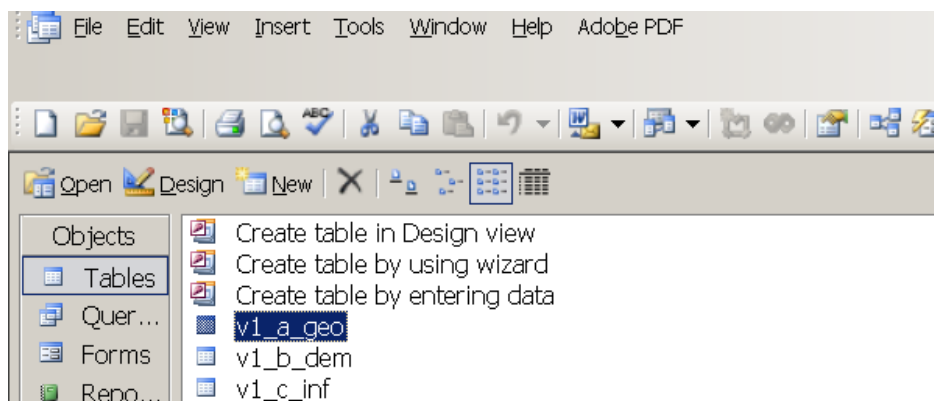 File Edit View Insert Tools Window Help Adobe PDF
ABC W
Open Design New
Objects
Tables
Quer...
Forms
Repo...
Create table in Design view
Create table by using wizard
Create table by entering data
v1_a_geo
v1_b_dem
v1_c_inf